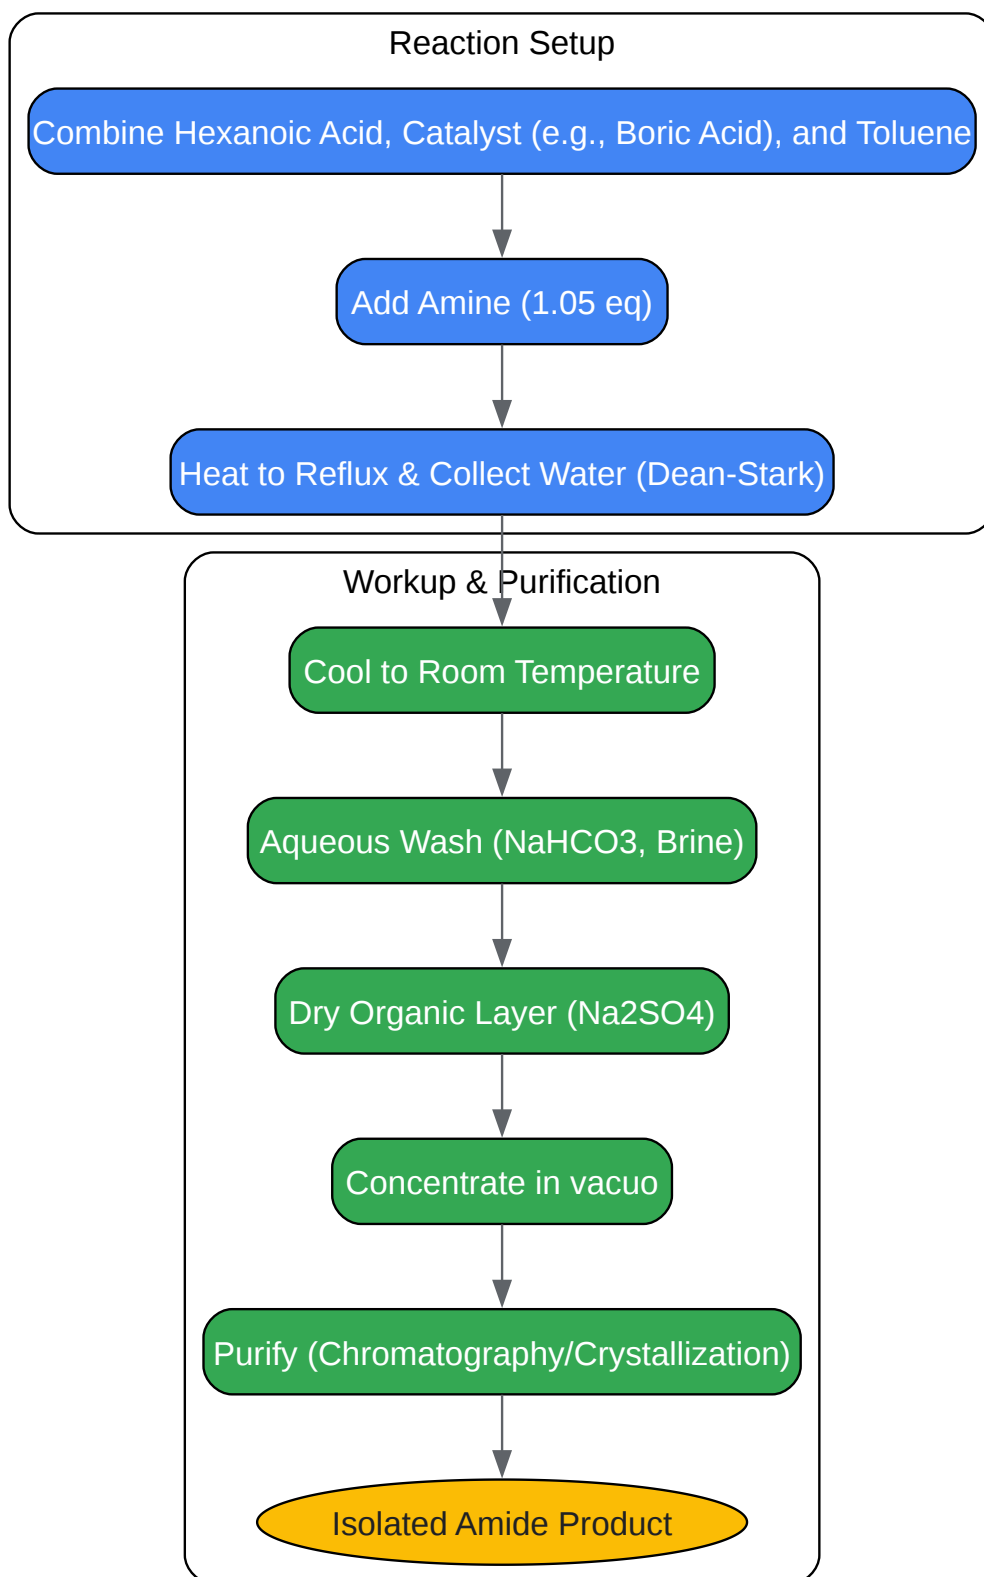 Reaction Setup
Combine Hexanoic Acid, Catalyst (e.g., Boric Acid), and Toluene
Add Amine (1.05 eq)
Heat to Reflux & Collect Water (Dean-Stark)
Workup & Purification
Cool to Room Temperature
Aqueous Wash (NaHCO3, Brine)
Dry Organic Layer (Na2SO4)
Concentrate in vacuo
Purify (Chromatography/Crystallization)
Isolated Amide Product